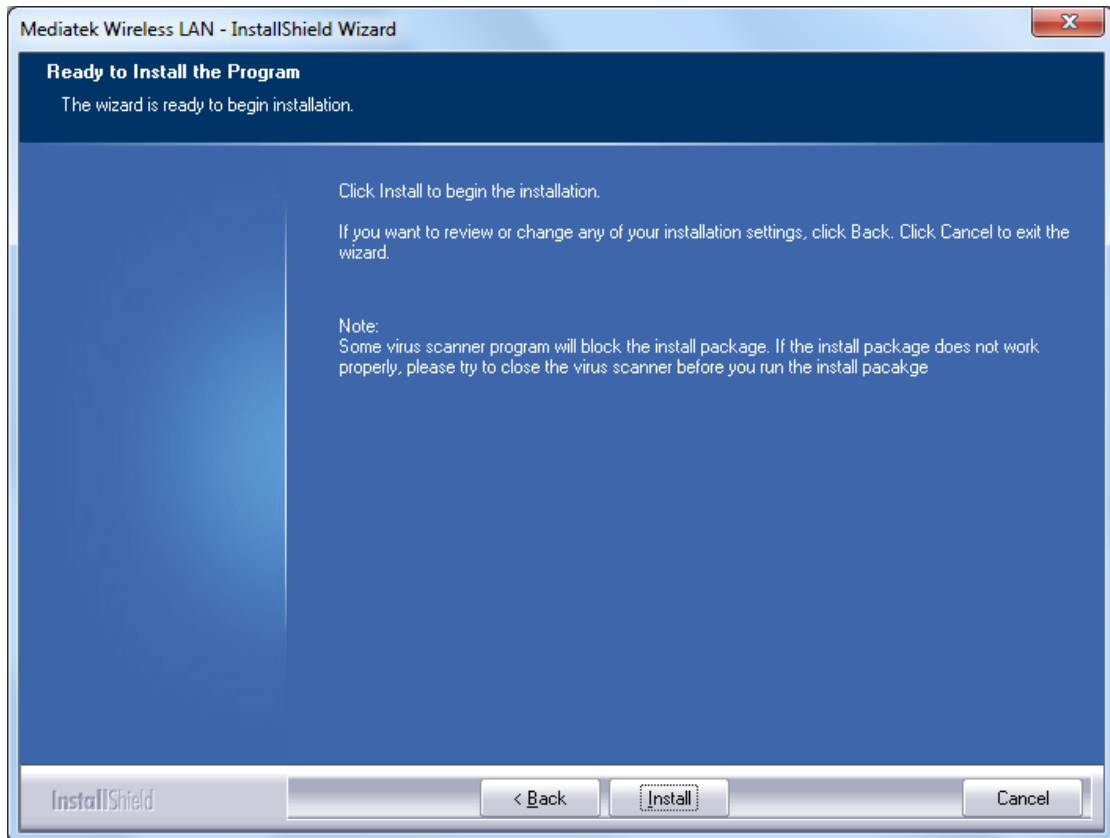 Mediatek Wireless LAN - InstallShield Wizard
X
Ready to Install the Program
The wizard is ready to begin installation.
Click Install to begin the installation.
If you want to review or change any of your installation settings, click Back. Click Cancel to exit the
wizard.
Note:
Some virus scanner program will block the install package. If the install package does not work
properly, please try to close the virus scanner before you run the install pacakge
InstallShield
< Back
Install
Cancel